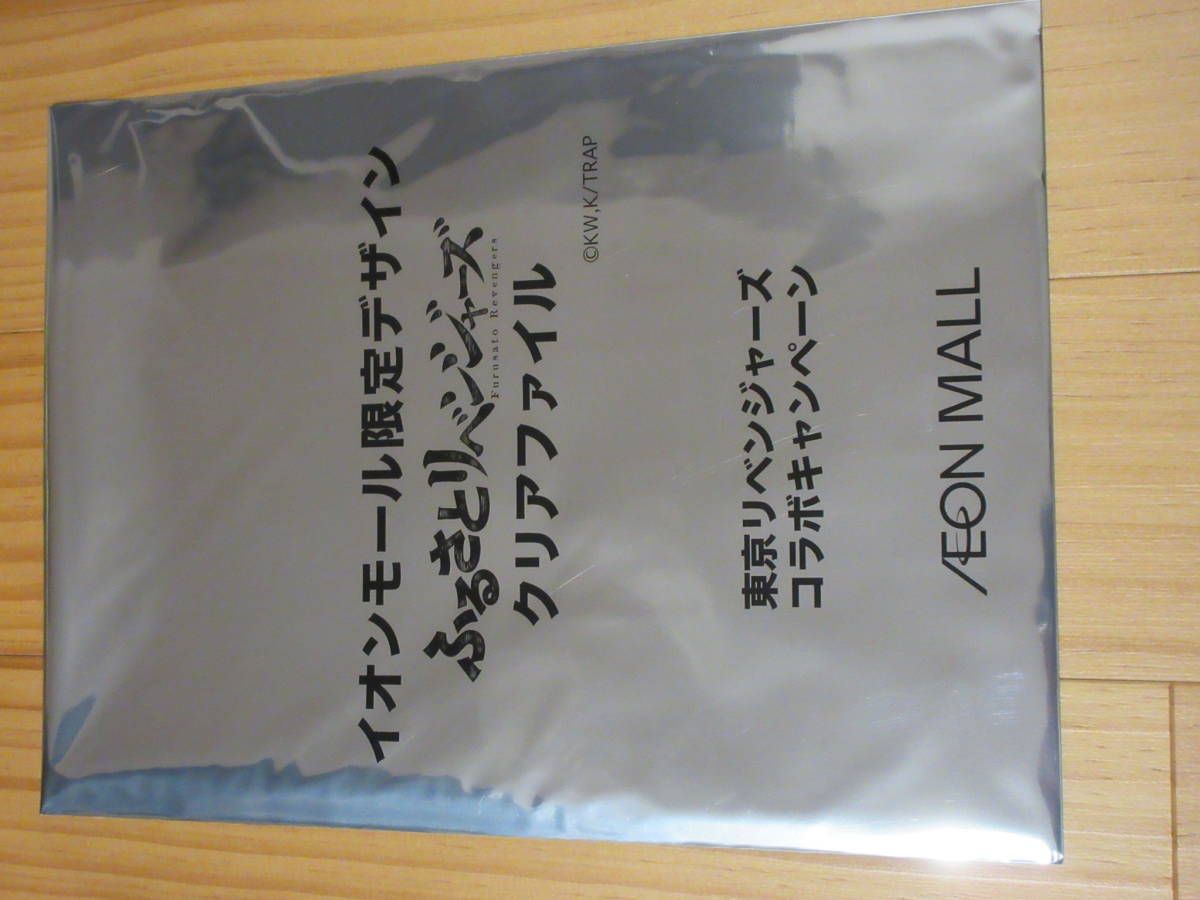 イオンモール限定デザイン
ふるさとリベンジャーズ
Furusato Revengers
クリアファイル
©KW,K/TRAP
東京リベンジャーズ
コラボキャンペーン
ÆON MALL